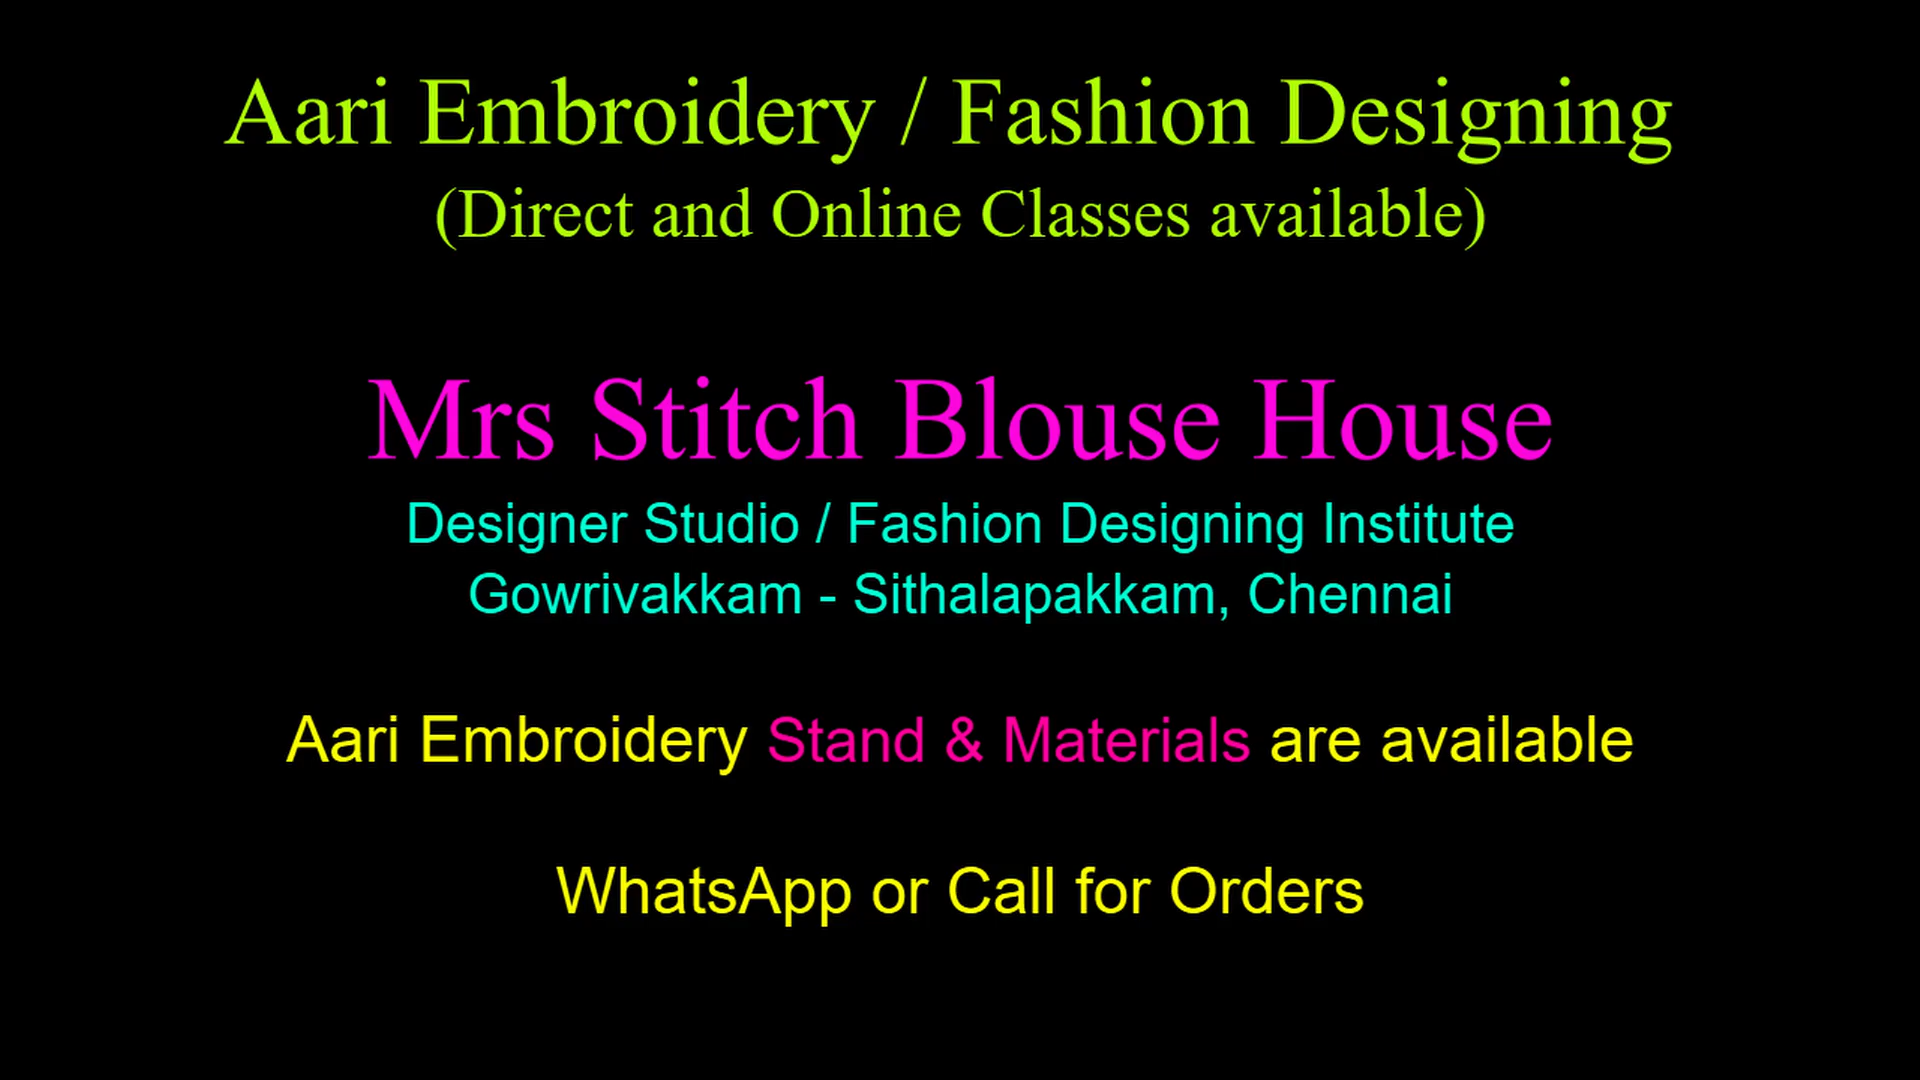 Aari Embroidery / Fashion Designing
(Direct and Online Classes available)
Mrs Stitch Blouse House
Designer Studio / Fashion Designing Institute
Gowrivakkam - Sithalapakkam, Chennai
Aari Embroidery Stand & Materials are available
WhatsApp or Call for Orders